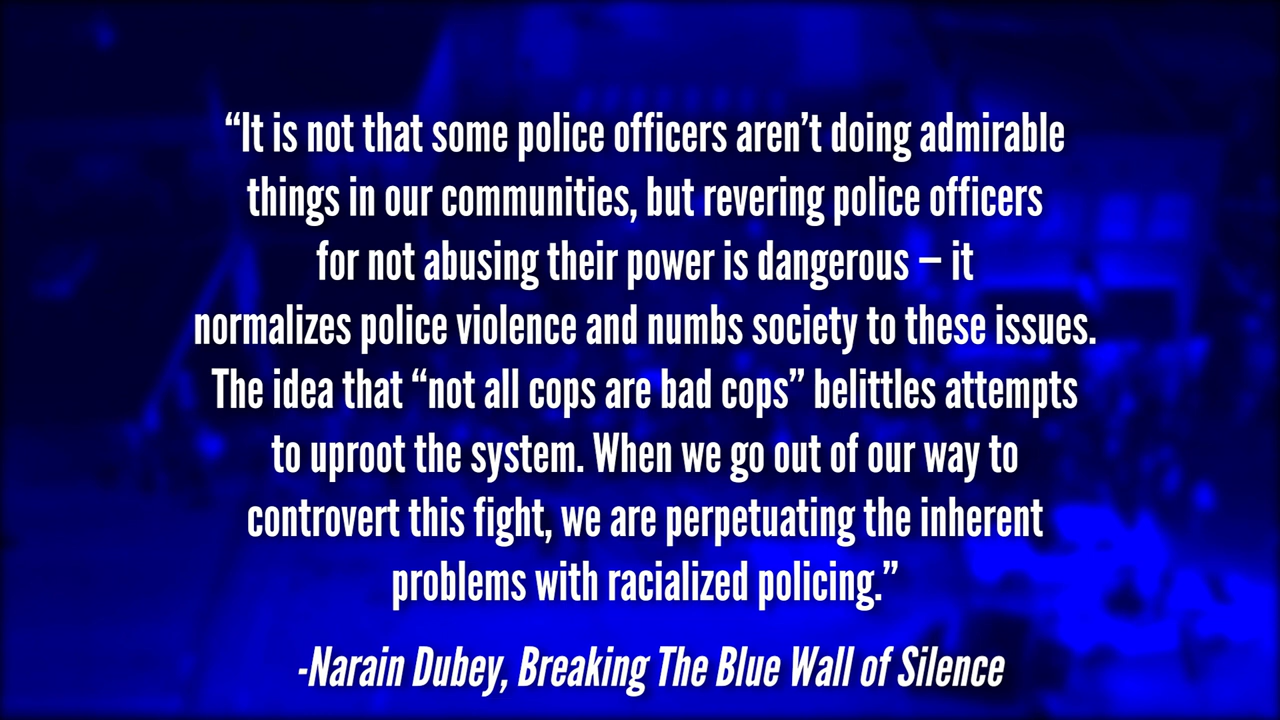 “It is not that some police officers aren’t doing admirable
things in our communities, but revering police officers
for not abusing their power is dangerous – it
normalizes police violence and numbs society to these issues.
The idea that “not all cops are bad cops” belittles attempts
to uproot the system. When we go out of our way to
controvert this fight, we are perpetuating the inherent
problems with racialized policing.”
-Narain Dubey, Breaking The Blue Wall of Silence